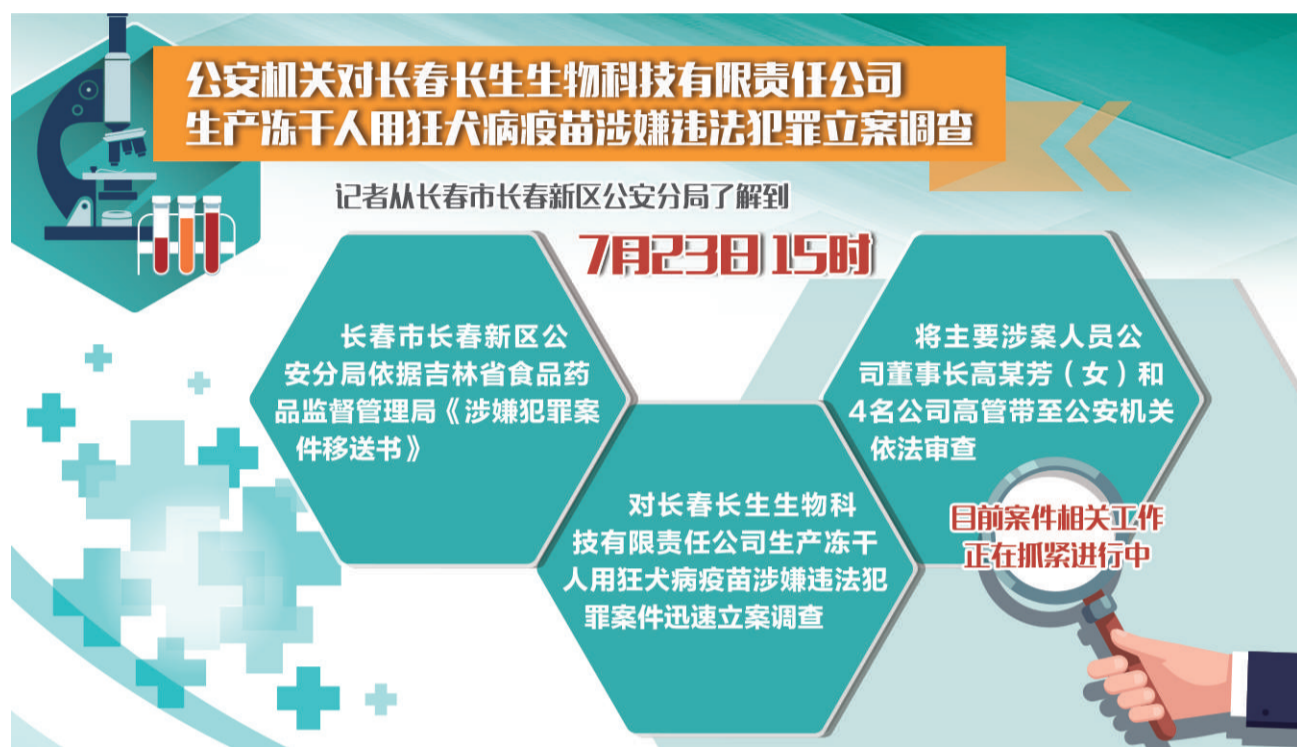 公安机关对长春长生生物科技有限责任公司
生产冻干人用狂犬病疫苗涉嫌违法犯罪立案调查
记者从长春市长春新区公安分局了解到
7月23日15时
长春市长春新区公
安分局依据吉林省食品药
品监督管理局《涉嫌犯罪案
件移送书》
对长春长生生物科
技有限责任公司生产冻干
人用狂犬病疫苗涉嫌违法犯
罪案件迅速立案调查
将主要涉案人员公
司董事长高某芳（女）和
4名公司高管带至公安机关
依法审查
目前案件相关工作
正在抓紧进行中